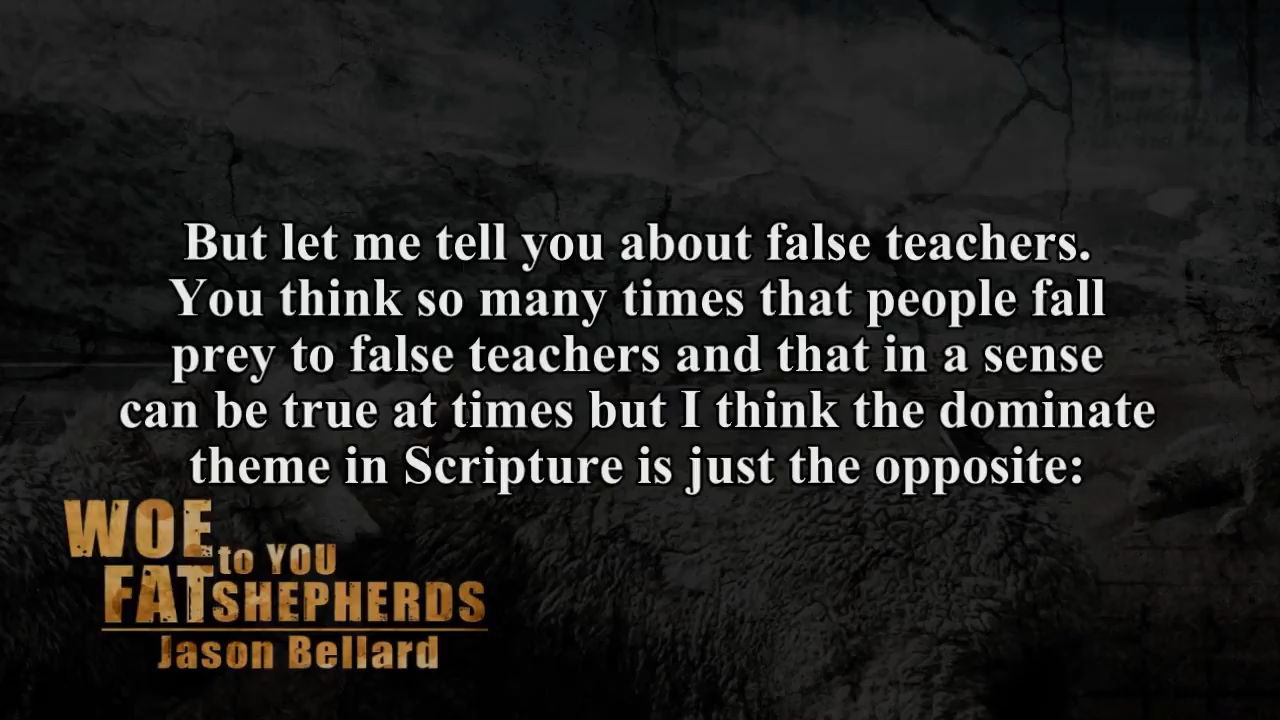 But let me tell you about false teachers.
You think so many times that people fall
prey to false teachers and that in a sense
can be true at times but I think the dominate
theme in Scripture is just the opposite:
WOE to YOU
FAT SHEPHERDS
Jason Bellard